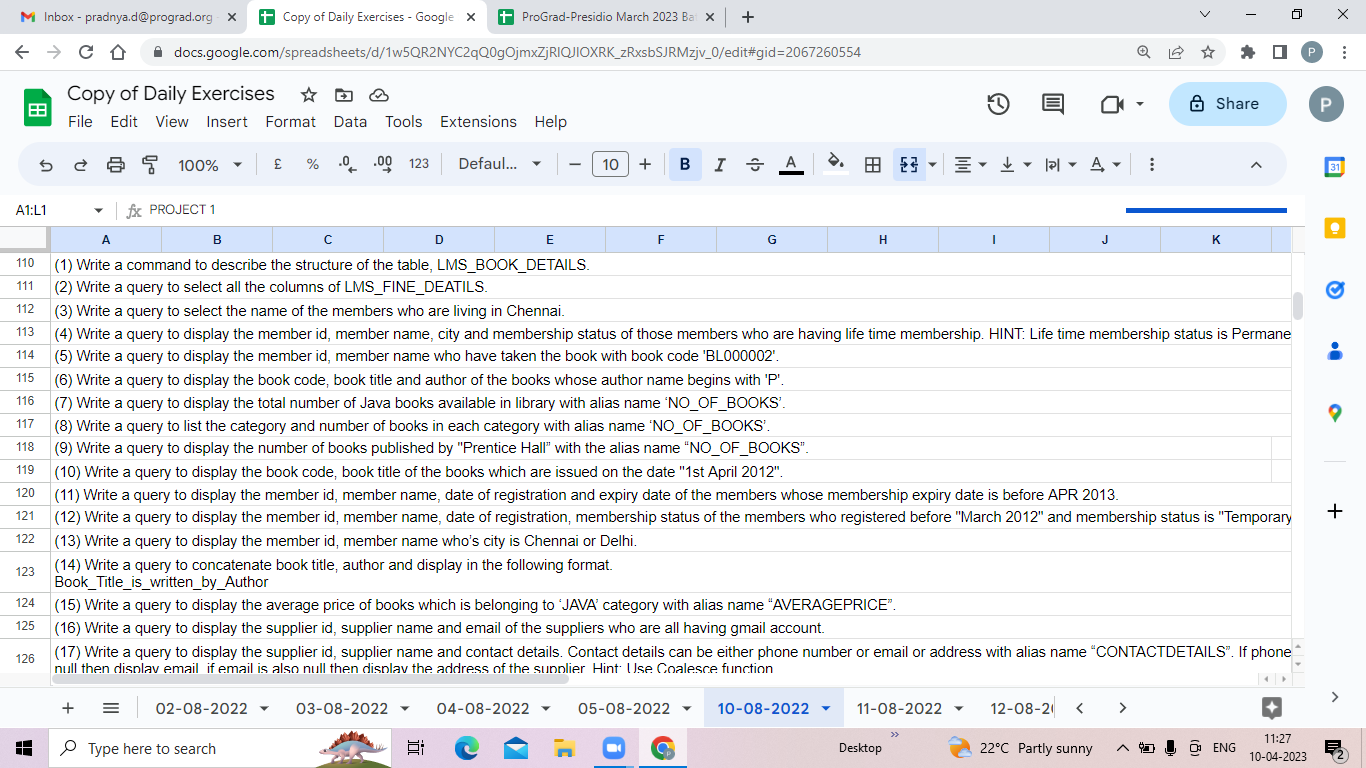 Inbox - pradnya.d@prograd.org
Copy of Daily Exercises - Google
ProGrad-Presidio March 2023 Ba
docs.google.com/spreadsheets/d/1w5QR2NYC2qQ0gOjmxZjRIQJIOXRK_zRxsbSJRMzjv_0/edit#gid=2067260554
P
Copy of Daily Exercises
File Edit View Insert Format Data Tools Extensions Help
Share
P
100% £ % .0 .00 123 Defaul... 10 B I S A
A1:L1 fx PROJECT 1
A B C D E F G H I J K
110 (1) Write a command to describe the structure of the table, LMS_BOOK_DETAILS.
111 (2) Write a query to select all the columns of LMS_FINE_DEATILS.
112 (3) Write a query to select the name of the members who are living in Chennai.
113 (4) Write a query to display the member id, member name, city and membership status of those members who are having life time membership. HINT: Life time membership status is Permane
114 (5) Write a query to display the member id, member name who have taken the book with book code 'BL000002'.
115 (6) Write a query to display the book code, book title and author of the books whose author name begins with 'P'.
116 (7) Write a query to display the total number of Java books available in library with alias name ‘NO_OF_BOOKS’.
117 (8) Write a query to list the category and number of books in each category with alias name ‘NO_OF_BOOKS’.
118 (9) Write a query to display the number of books published by "Prentice Hall” with the alias name “NO_OF_BOOKS”.
119 (10) Write a query to display the book code, book title of the books which are issued on the date "1st April 2012".
120 (11) Write a query to display the member id, member name, date of registration and expiry date of the members whose membership expiry date is before APR 2013.
121 (12) Write a query to display the member id, member name, date of registration, membership status of the members who registered before "March 2012" and membership status is "Temporary
122 (13) Write a query to display the member id, member name who’s city is Chennai or Delhi.
123 (14) Write a query to concatenate book title, author and display in the following format.
Book_Title_is_written_by_Author
124 (15) Write a query to display the average price of books which is belonging to ‘JAVA’ category with alias name “AVERAGEPRICE”.
125 (16) Write a query to display the supplier id, supplier name and email of the suppliers who are all having gmail account.
126 (17) Write a query to display the supplier id, supplier name and contact details. Contact details can be either phone number or email or address with alias name “CONTACTDETAILS”. If phone
null then display email, if email is also null then display the address of the supplier. Hint: Use Coalesce function.
02-08-2022 03-08-2022 04-08-2022 05-08-2022 10-08-2022 11-08-2022 12-08-2
31
Type here to search
Desktop
22°C Partly sunny
ENG
11:27
10-04-2023
2